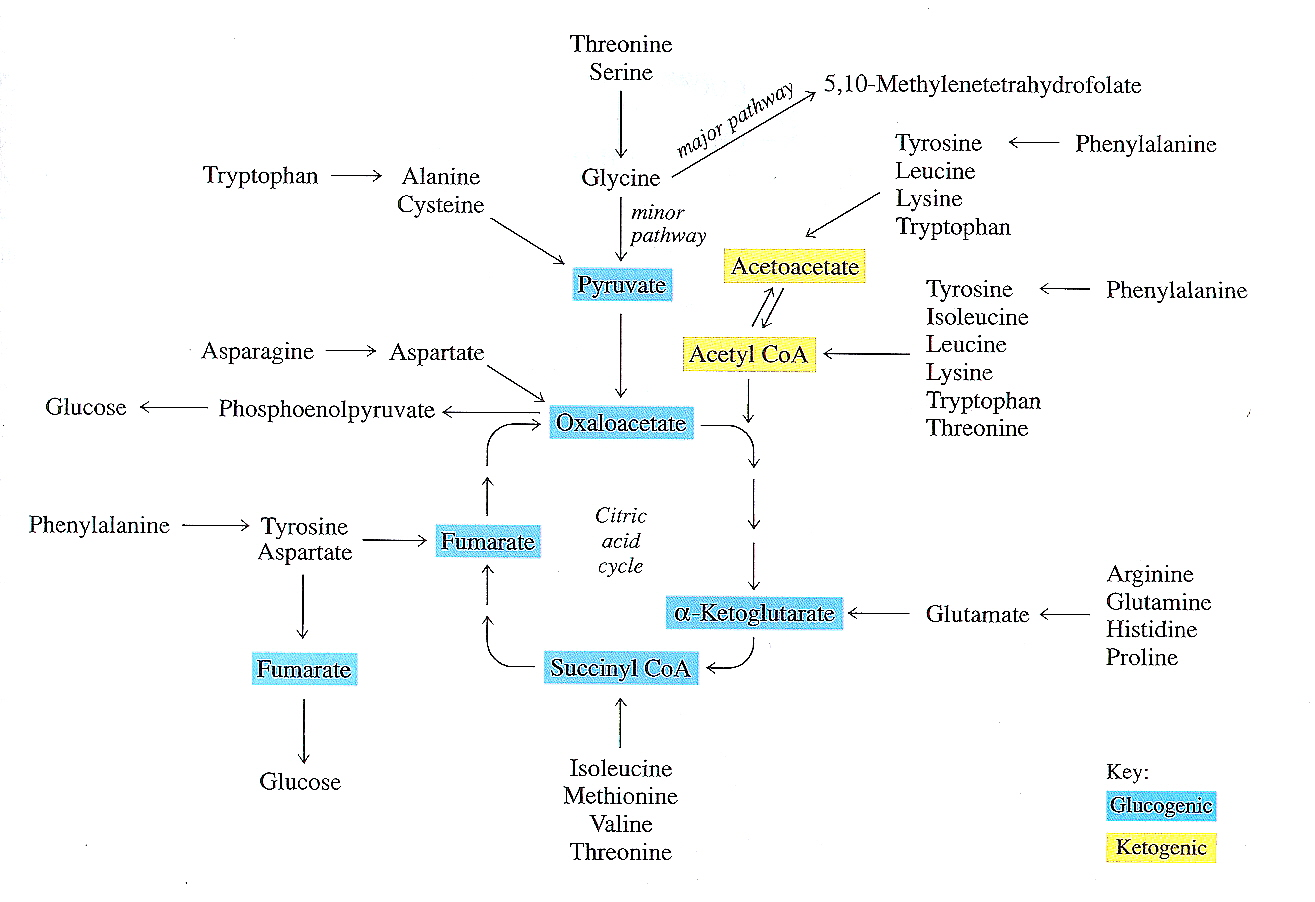 Threonine
Serine
major pathway
5,10-Methylenetetrahydrofolate
Tyrosine
Phenylalanine
Leucine
Lysine
Tryptophan
Tryptophan
Alanine
Cysteine
Glycine
minor
pathway
Pyruvate
Acetoacetate
Tyrosine
Phenylalanine
Isoleucine
Leucine
Lysine
Tryptophan
Threonine
Acetyl CoA
Asparagine
Aspartate
Glucose
Phosphoenolpyruvate
Oxaloacetate
Citric
acid
cycle
Phenylalanine
Tyrosine
Aspartate
Fumarate
Fumarate
Glucose
α-Ketoglutarate
Glutamate
Arginine
Glutamine
Histidine
Proline
Succinyl CoA
Isoleucine
Methionine
Valine
Threonine
Key:
Glucogenic
Ketogenic